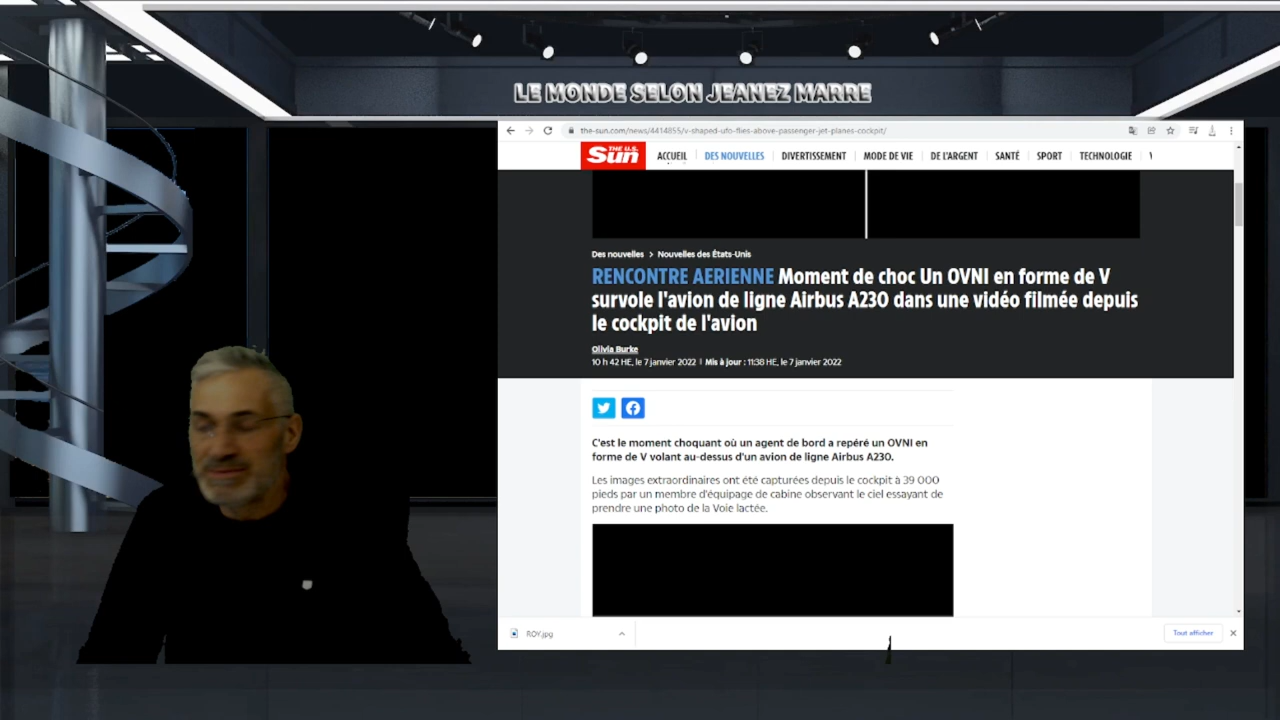 LE MONDE SELON JEANEZ MARRE
the-sun.com/news/4414855/v-shaped-ufo-flies-above-passenger-jet-planes-cockpit/
THE U.S. Sun ACCUEIL DES NOUVELLES DIVERTISSEMENT MODE DE VIE DE L'ARGENT SANTÉ SPORT TECHNOLOGIE
Des nouvelles > Nouvelles des États-Unis
RENCONTRE AERIENNE Moment de choc Un OVNI en forme de V
survole l'avion de ligne Airbus A230 dans une vidéo filmée depuis
le cockpit de l'avion
Olivia Burke
10 h 42 HE, le 7 janvier 2022 | Mis à jour : 11:38 HE, le 7 janvier 2022
C'est le moment choquant où un agent de bord a repéré un OVNI en
forme de V volant au-dessus d'un avion de ligne Airbus A230.
Les images extraordinaires ont été capturées depuis le cockpit à 39 000
pieds par un membre d'équipage de cabine observant le ciel essayant de
prendre une photo de la Voie lactée.
ROY.jpg
Tout afficher